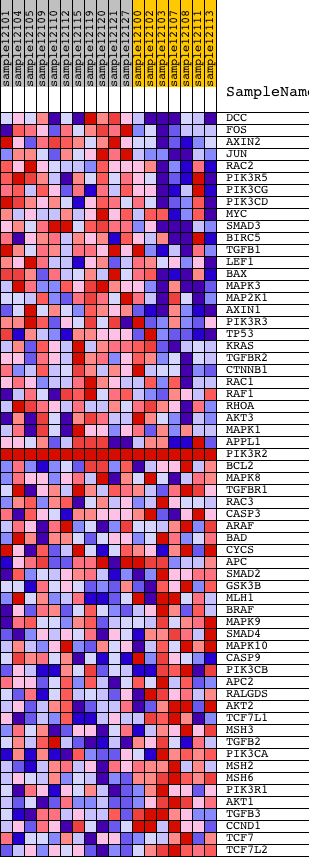 sample12101
sample12104
sample12105
sample12109
sample12110
sample12112
sample12115
sample12119
sample12120
sample12121
sample12127
sample12100
sample12102
sample12103
sample12107
sample12108
sample12111
sample12113
SampleName
DCC
FOS
AXIN2
JUN
RAC2
PIK3R5
PIK3CG
PIK3CD
MYC
SMAD3
BIRC5
TGFB1
LEF1
BAX
MAPK3
MAP2K1
AXIN1
PIK3R3
TP53
KRAS
TGFBR2
CTNNB1
RAC1
RAF1
RHOA
AKT3
MAPK1
APPL1
PIK3R2
BCL2
MAPK8
TGFBR1
RAC3
CASP3
ARAF
BAD
CYCS
APC
SMAD2
GSK3B
MLH1
BRAF
MAPK9
SMAD4
MAPK10
CASP9
PIK3CB
APC2
RALGDS
AKT2
TCF7L1
MSH3
TGFB2
PIK3CA
MSH2
MSH6
PIK3R1
AKT1
TGFB3
CCND1
TCF7
TCF7L2